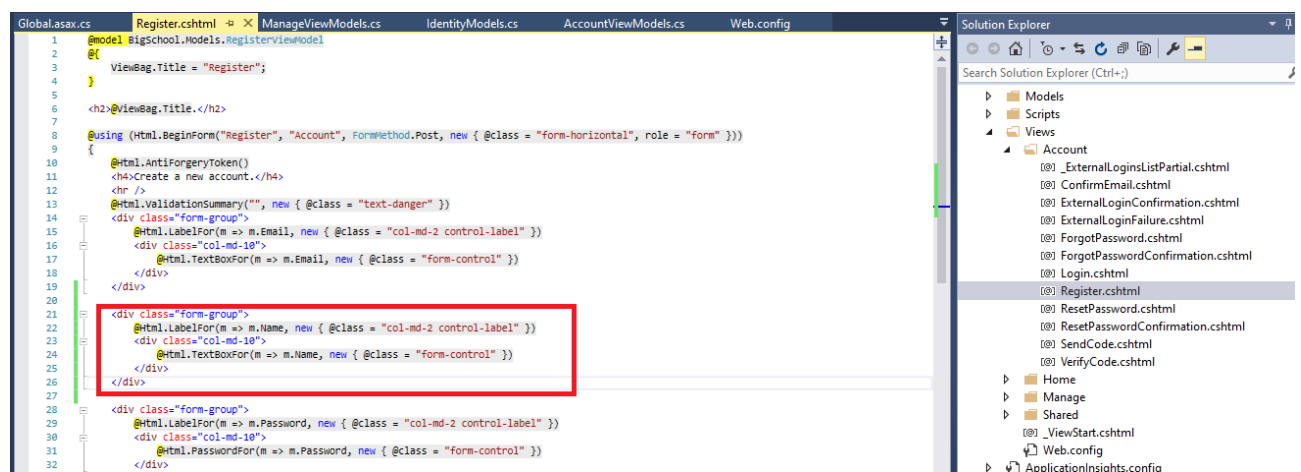 Global.asax.cs Register.cshtml ManageViewModels.cs IdentityModels.cs AccountViewModels.cs Web.config
1 @model BigSchool.Models.RegisterViewModel
2 @{
3 ViewBag.Title = "Register";
4 }
5
6 <h2>@ViewBag.Title.</h2>
7
8 @using (Html.BeginForm("Register", "Account", FormMethod.Post, new { @class = "form-horizontal", role = "form" }))
9 {
10 @Html.AntiForgeryToken()
11 <h4>Create a new account.</h4>
12 <hr />
13 @Html.ValidationSummary("", new { @class = "text-danger" })
14 <div class="form-group">
15 @Html.LabelFor(m => m.Email, new { @class = "col-md-2 control-label" })
16 <div class="col-md-10">
17 @Html.TextBoxFor(m => m.Email, new { @class = "form-control" })
18 </div>
19 </div>
20
21 <div class="form-group">
22 @Html.LabelFor(m => m.Name, new { @class = "col-md-2 control-label" })
23 <div class="col-md-10">
24 @Html.TextBoxFor(m => m.Name, new { @class = "form-control" })
25 </div>
26 </div>
27
28 <div class="form-group">
29 @Html.LabelFor(m => m.Password, new { @class = "col-md-2 control-label" })
30 <div class="col-md-10">
31 @Html.PasswordFor(m => m.Password, new { @class = "form-control" })
32 </div>
Solution Explorer
Search Solution Explorer (Ctrl+;)
Models
Scripts
Views
Account
_ExternalLoginsListPartial.cshtml
ConfirmEmail.cshtml
ExternalLoginConfirmation.cshtml
ExternalLoginFailure.cshtml
ForgotPassword.cshtml
ForgotPasswordConfirmation.cshtml
Login.cshtml
Register.cshtml
ResetPassword.cshtml
ResetPasswordConfirmation.cshtml
SendCode.cshtml
VerifyCode.cshtml
Home
Manage
Shared
_ViewStart.cshtml
Web.config
ApplicationInsights.config